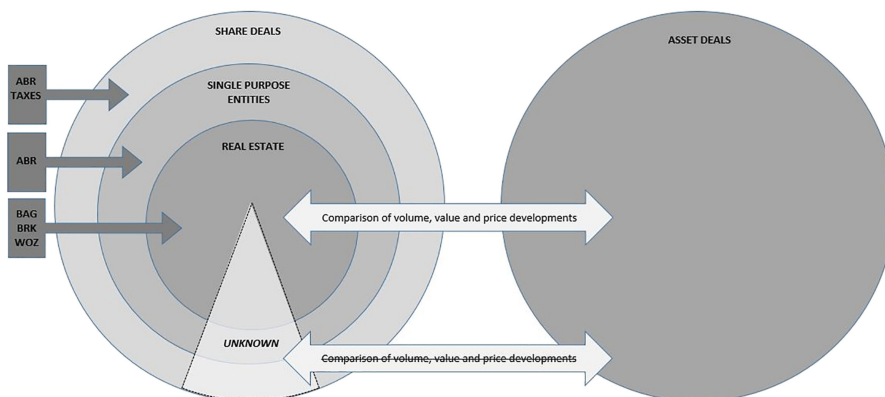 SHARE DEALS
ASSET DEALS
ABR
TAXES
SINGLE PURPOSE
ENTITIES
ABR
REAL ESTATE
BAG
BRK
WOZ
Comparison of volume, value and price developments
UNKNOWN
Comparison of volume, value and price developments